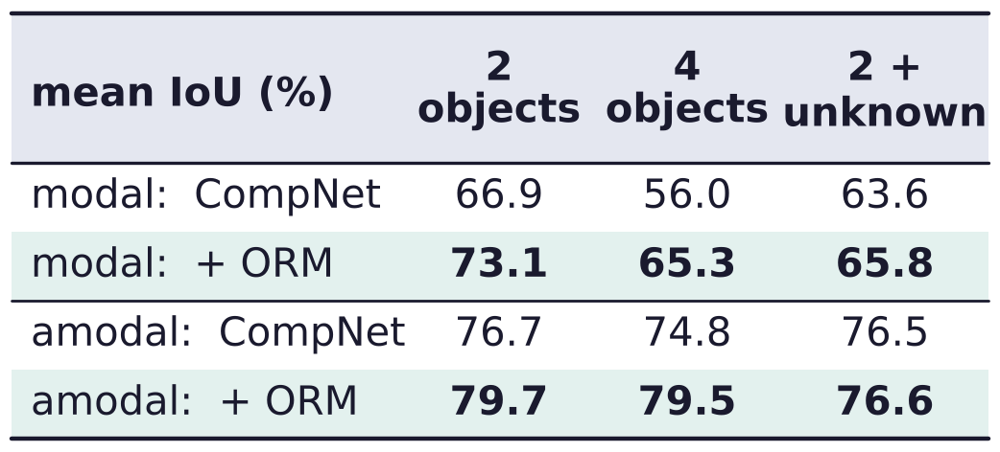 mean IoU (%) 2 objects 4 objects 2 + unknown
modal: CompNet 66.9 56.0 63.6
modal: + ORM 73.1 65.3 65.8
amodal: CompNet 76.7 74.8 76.5
amodal: + ORM 79.7 79.5 76.6